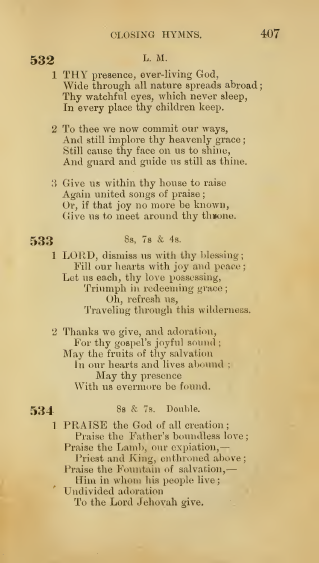 CLOSING HYMNS. 407
532 L. M.
1 THY presence, ever-living God,
Wide through all nature spreads abroad;
Thy watchful eyes, which never sleep,
In every place thy children keep.
2 To thee we now commit our ways,
And still implore thy heavenly grace;
Still cause thy face on us to shine,
And guard and guide us still as thine.
3 Give us within thy house to raise
Again united songs of praise;
Or, if that joy no more be known,
Give us to meet around thy throne.
533 8s, 7s & 4s.
1 LORD, dismiss us with thy blessing;
Fill our hearts with joy and peace;
Let us each, thy love possessing,
Triumph in redeeming grace;
Oh, refresh us,
Traveling through this wilderness.
2 Thanks we give, and adoration,
For thy gospel's joyful sound;
May the fruits of thy salvation
In our hearts and lives abound:
May thy presence
With us evermore be found.
534 8s & 7s. Double.
1 PRAISE the God of all creation;
Praise the Father's boundless love;
Praise the Lamb, our expiation,—
Priest and King, enthroned above;
Praise the Fountain of salvation,—
Him in whom his people live;
Undivided adoration
To the Lord Jehovah give.